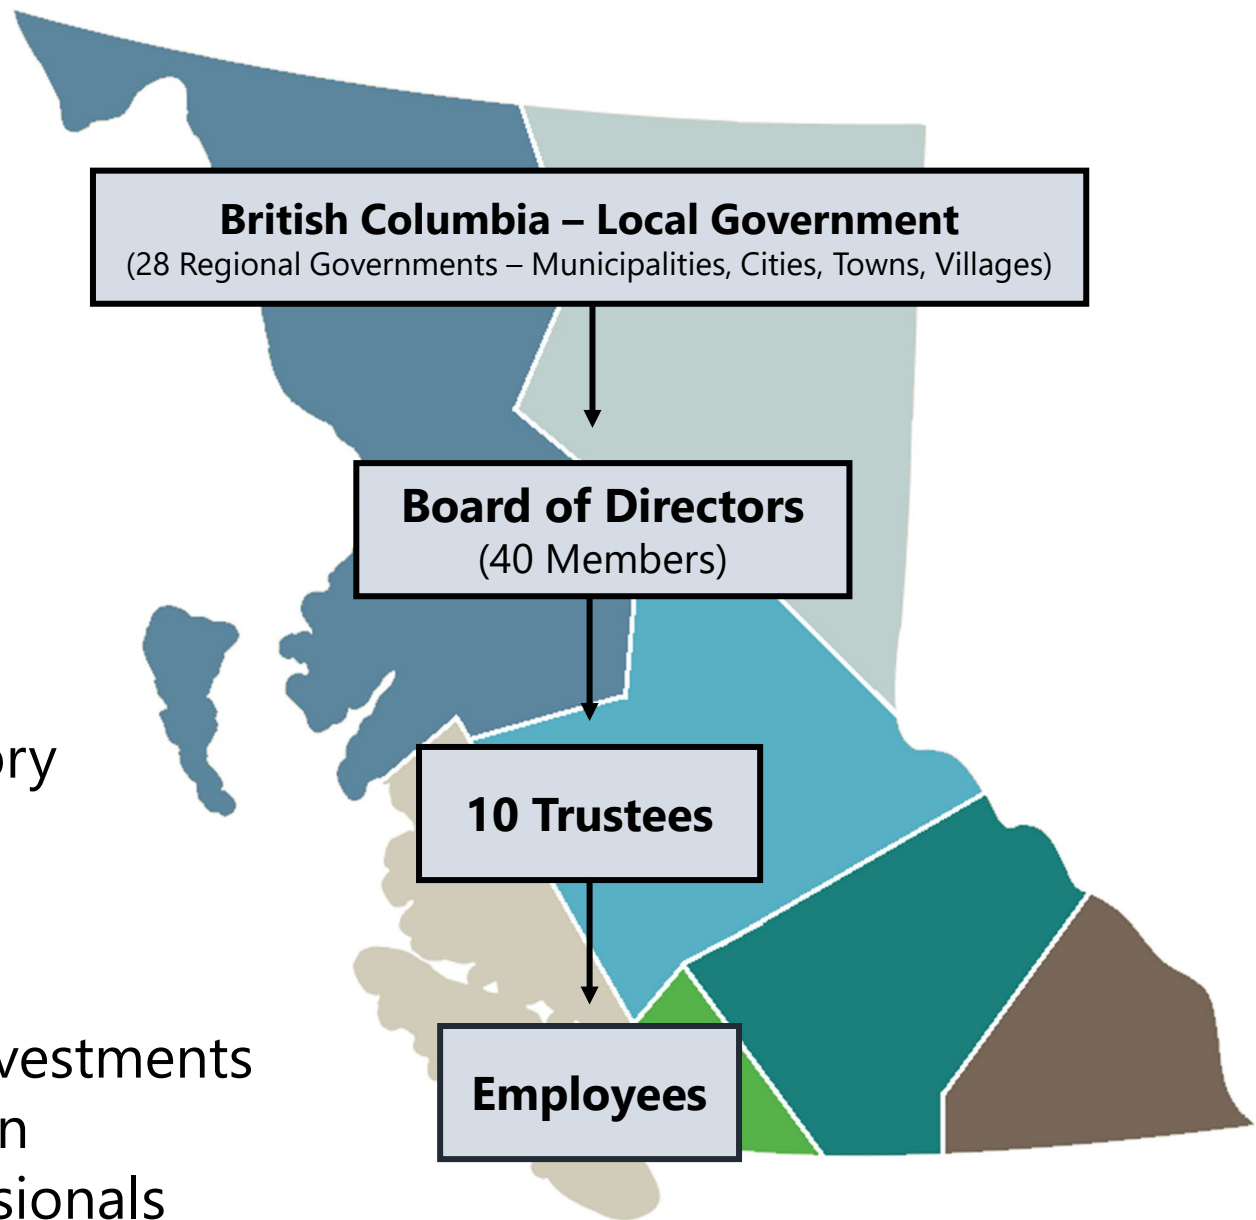 British Columbia – Local Government
(28 Regional Governments – Municipalities, Cities, Towns, Villages)
Board of Directors
(40 Members)
10 Trustees
Employees
ory
vestments
n
sionals